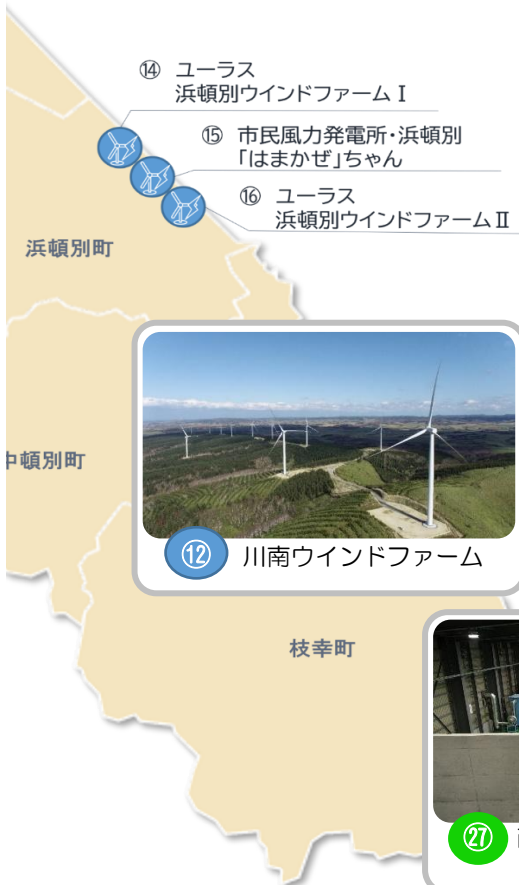 ⑭ ユーラス
浜頓別ウインドファームⅠ
⑮ 市民風力発電所・浜頓別
「はまかぜ」ちゃん
⑯ ユーラス
浜頓別ウインドファームⅡ
浜頓別町
中頓別町
⑫ 川南ウインドファーム
枝幸町
㉗